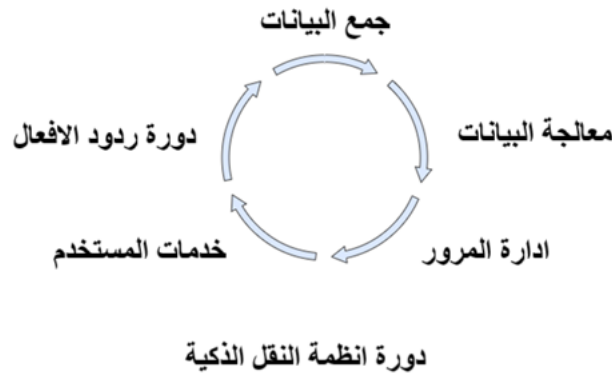 جمع البيانات
معالجة البيانات
دورة ردود الافعال
ادارة المرور
خدمات المستخدم
دورة انظمة النقل الذكية